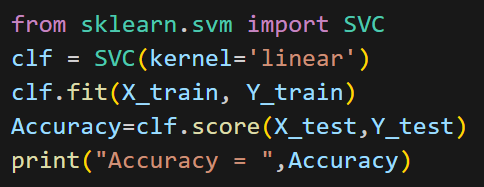 from sklearn.svm import SVC
clf = SVC(kernel='linear')
clf.fit(X_train, Y_train)
Accuracy=clf.score(X_test,Y_test)
print("Accuracy = ",Accuracy)